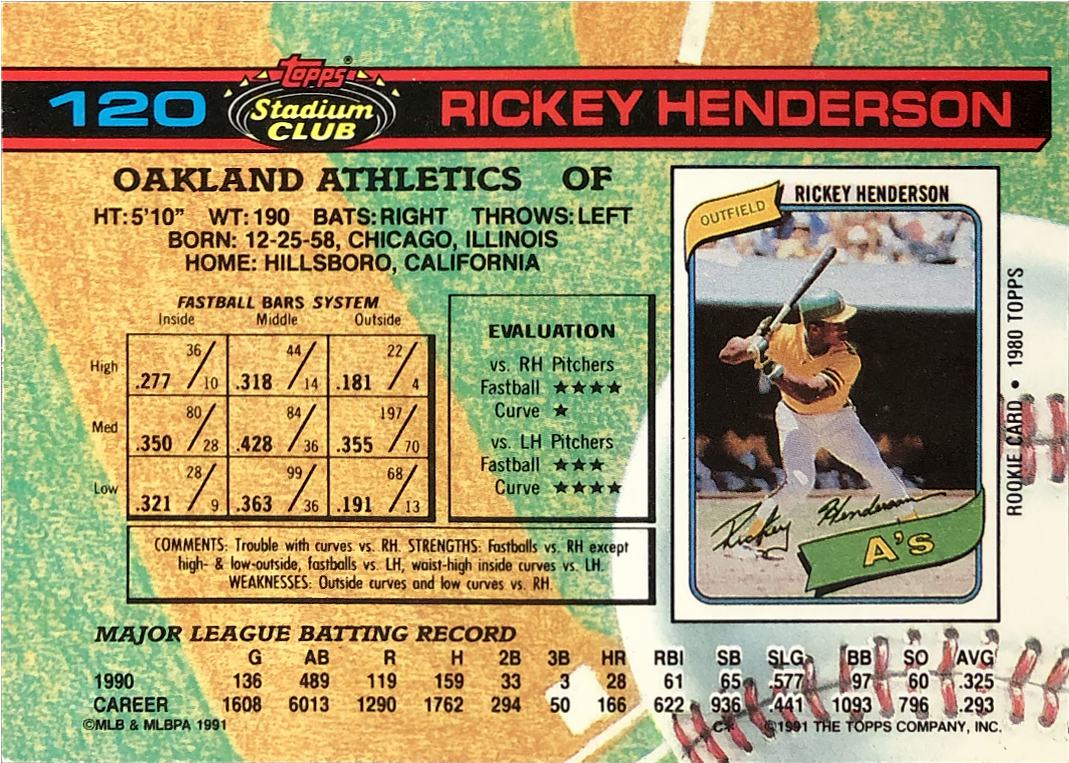 120
Topps®
Stadium
CLUB
RICKEY HENDERSON
OAKLAND ATHLETICS OF
HT: 5'10" WT: 190 BATS: RIGHT THROWS: LEFT
BORN: 12-25-58, CHICAGO, ILLINOIS
HOME: HILLSBORO, CALIFORNIA
FASTBALL BARS SYSTEM
Inside Middle Outside
High 36/10 .277 44/14 .318 22/4 .181
Med 80/28 .350 84/36 .428 197/70 .355
Low 28/9 .321 99/36 .363 68/13 .191
EVALUATION
vs. RH Pitchers
Fastball ★★★★
Curve ★
vs. LH Pitchers
Fastball ★★★
Curve ★★★★
COMMENTS: Trouble with curves vs. RH. STRENGTHS: Fastballs vs. RH except
high- & low-outside, fastballs vs. LH, waist-high inside curves vs. LH.
WEAKNESSES: Outside curves and low curves vs. RH.
OUTFIELD
RICKEY HENDERSON
Rickey Henderson
A's
ROOKIE CARD • 1980 TOPPS
MAJOR LEAGUE BATTING RECORD
G AB R H 2B 3B HR RBI SB SLG BB SO AVG
1990 136 489 119 159 33 3 28 61 65 .577 97 60 .325
CAREER 1608 6013 1290 1762 294 50 166 622 936 .441 1093 796 .293
©MLB & MLBPA 1991 C* ©1991 THE TOPPS COMPANY, INC.